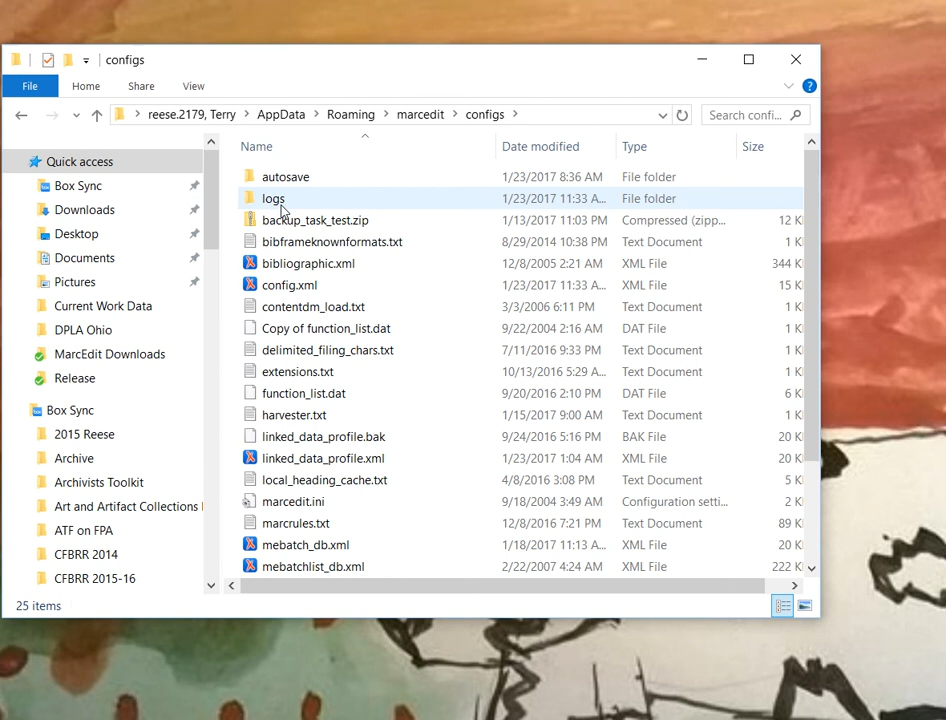 configs
File Home Share View
reese.2179, Terry AppData Roaming marcedit configs Search confi...
Name Date modified Type Size
Quick access
Box Sync
Downloads
Desktop
Documents
Pictures
Current Work Data
DPLA Ohio
MarcEdit Downloads
Release
Box Sync
2015 Reese
Archive
Archivists Toolkit
Art and Artifact Collections
ATF on FPA
CFBRR 2014
CFBRR 2015-16
autosave 1/23/2017 8:36 AM File folder
logs 1/23/2017 11:33 A... File folder
backup_task_test.zip 1/13/2017 11:03 PM Compressed (zipp... 12 K
bibframeknownformats.txt 8/29/2014 10:38 PM Text Document 1 K
bibliographic.xml 12/8/2005 2:21 AM XML File 344 K
config.xml 1/23/2017 11:33 A... XML File 15 K
contentdm_load.txt 3/3/2006 6:11 PM Text Document 1 K
Copy of function_list.dat 9/22/2004 2:16 AM DAT File 1 K
delimited_filing_chars.txt 7/11/2016 9:33 PM Text Document 1 K
extensions.txt 10/13/2016 5:29 A... Text Document 1 K
function_list.dat 9/20/2016 2:10 PM DAT File 6 K
harvester.txt 1/15/2017 9:00 AM Text Document 1 K
linked_data_profile.bak 9/24/2016 5:16 PM BAK File 20 K
linked_data_profile.xml 1/23/2017 1:04 AM XML File 20 K
local_heading_cache.txt 4/8/2016 3:08 PM Text Document 5 K
marcedit.ini 9/18/2004 3:49 AM Configuration setti... 2 K
marcrules.txt 12/8/2016 7:21 PM Text Document 89 K
mebatch_db.xml 1/18/2017 11:13 A... XML File 20 K
mebatchlist_db.xml 2/22/2007 4:24 AM XML File 222 K
25 items